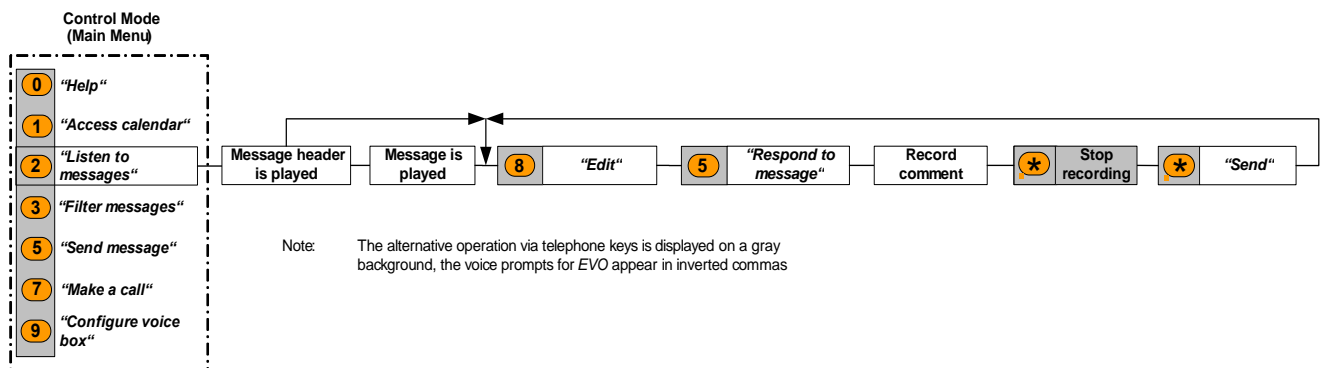 Control Mode
(Main Menu)
0 “Help“
1 “Access calendar“
2 “Listen to
messages“
3 “Filter messages“
5 “Send message“
7 “Make a call“
9 “Configure voice
box“
Message header
is played
Message is
played
8 “Edit“
5 “Respond to
message“
Record
comment
* Stop
recording
* “Send“
Note: The alternative operation via telephone keys is displayed on a gray
background, the voice prompts for EVO appear in inverted commas